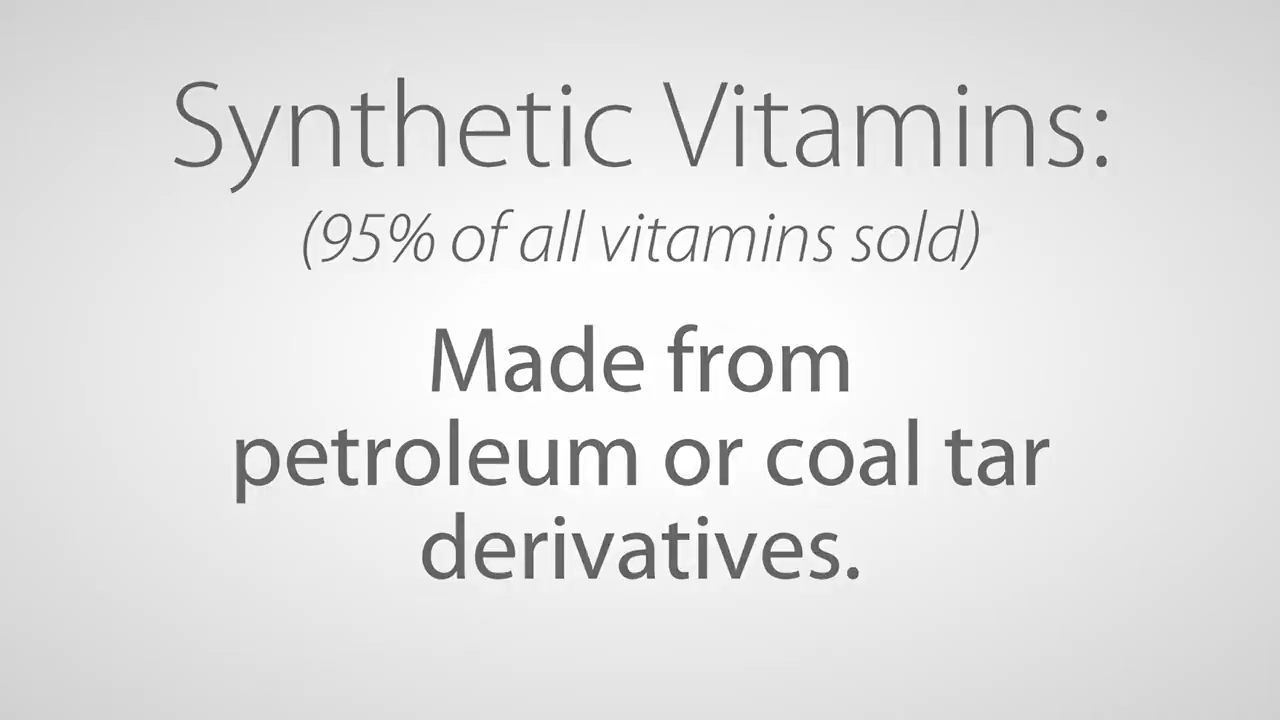 Synthetic Vitamins:
(95% of all vitamins sold)
Made from
petroleum or coal tar
derivatives.